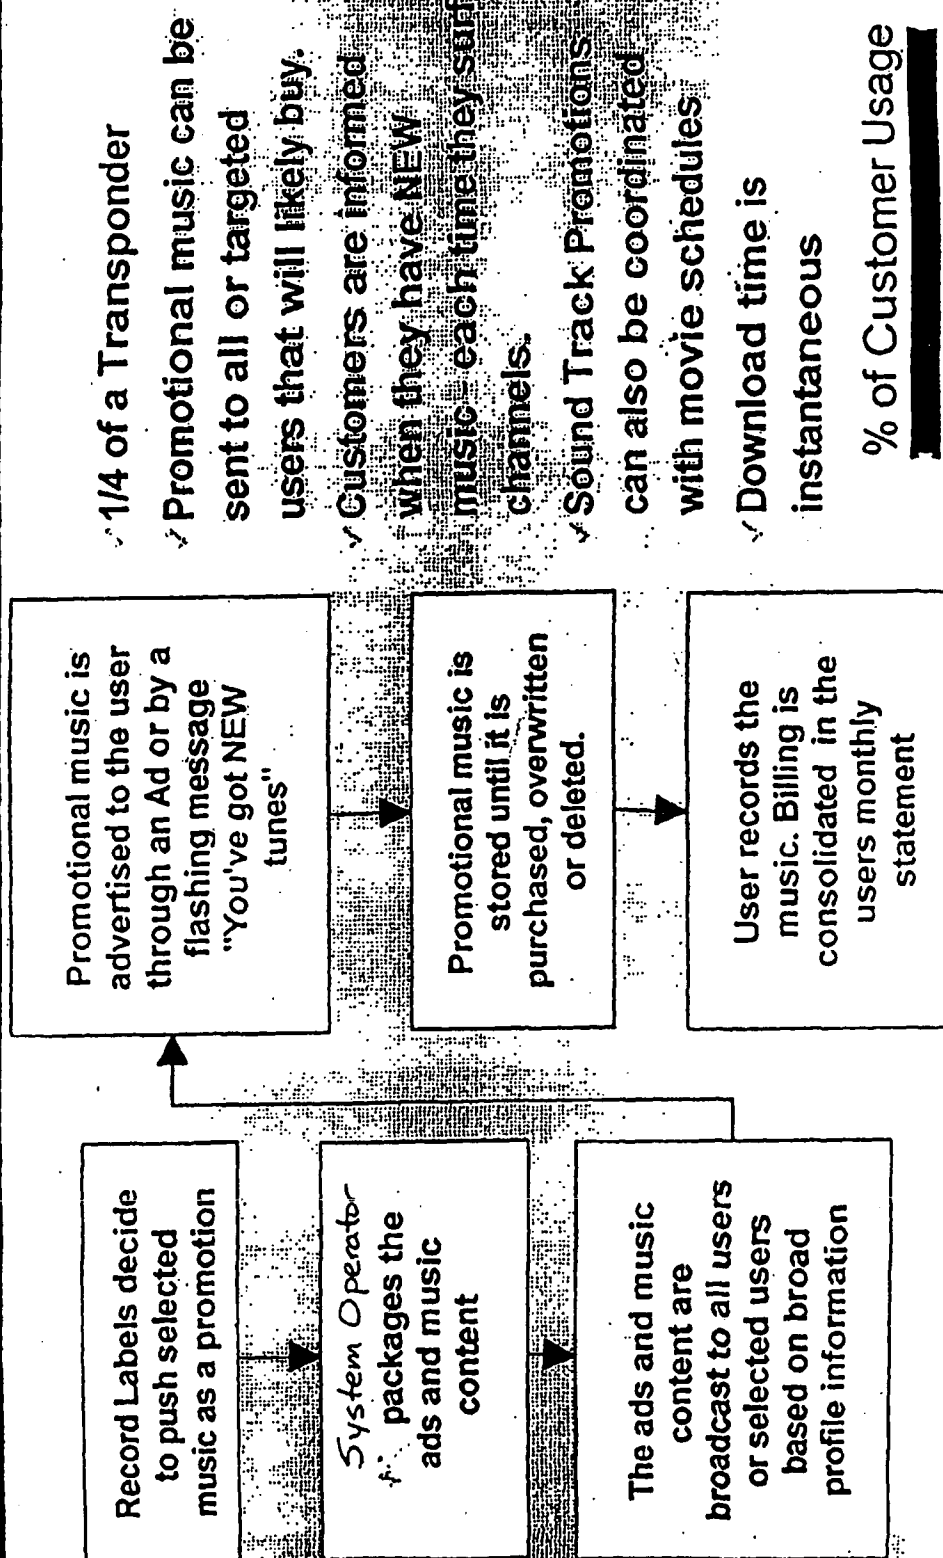 Record Labels decide
to push selected
music as a promotion
System Operator
packages the
ads and music
content
The ads and music
content are
broadcast to all users
or selected users
based on broad
profile information
Promotional music is
advertised to the user
through an Ad or by a
flashing message
"You've got NEW
tunes"
Promotional music is
stored until it is
purchased, overwritten
or deleted.
User records the
music. Billing is
consolidated in the
users monthly
statement
✓ 1/4 of a Transponder
✓ Promotional music can be
sent to all or targeted
users that will likely buy.
✓ Customers are informed
when they have NEW
music - each time they surf
channels.
✓ Sound Track Promotions
can also be coordinated
with movie schedules
✓ Download time is
instantaneous
% of Customer Usage